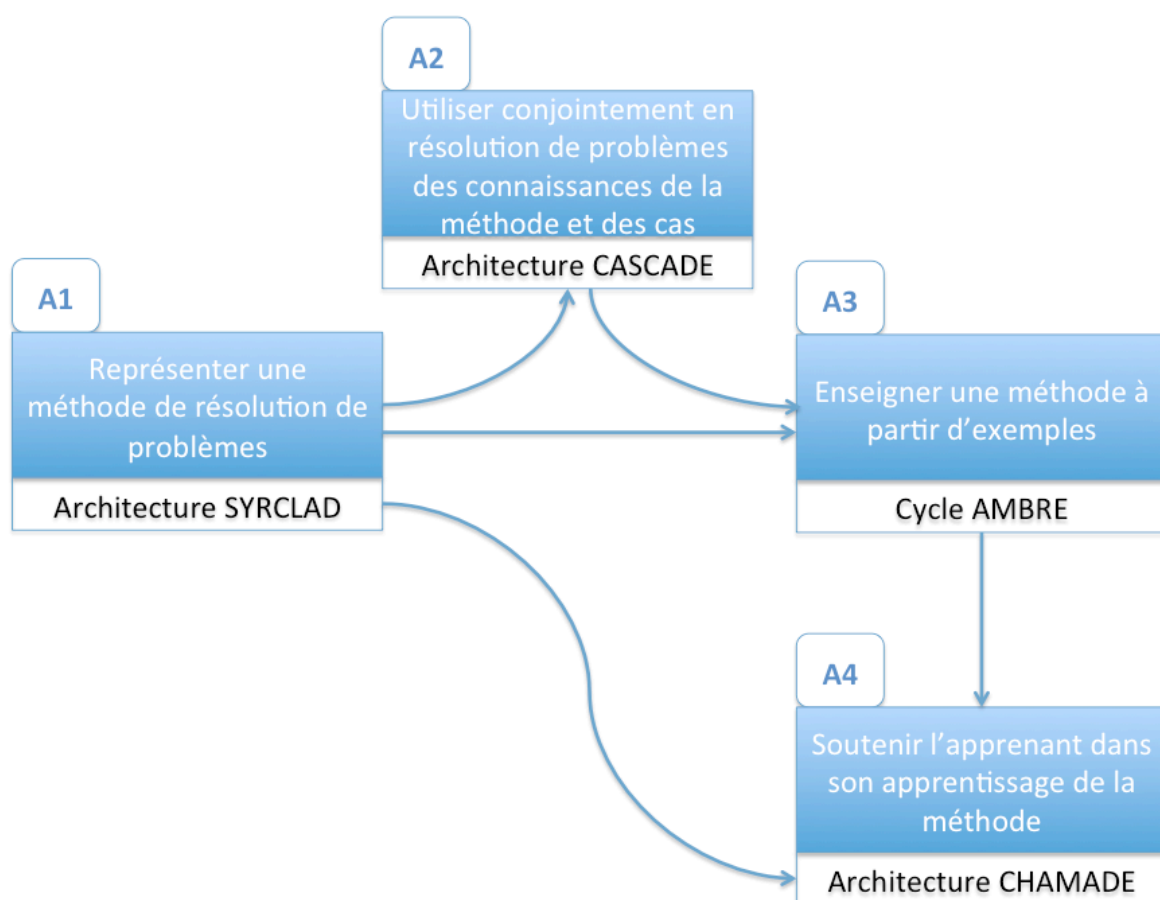 A2
Utiliser conjointement en
résolution de problèmes
des connaissances de la
méthode et des cas
Architecture CASCADE
A1
Représenter une
méthode de résolution de
problèmes
Architecture SYRCLAD
A3
Enseigner une méthode à
partir d’exemples
Cycle AMBRE
A4
Soutenir l’apprenant dans
son apprentissage de la
méthode
Architecture CHAMADE